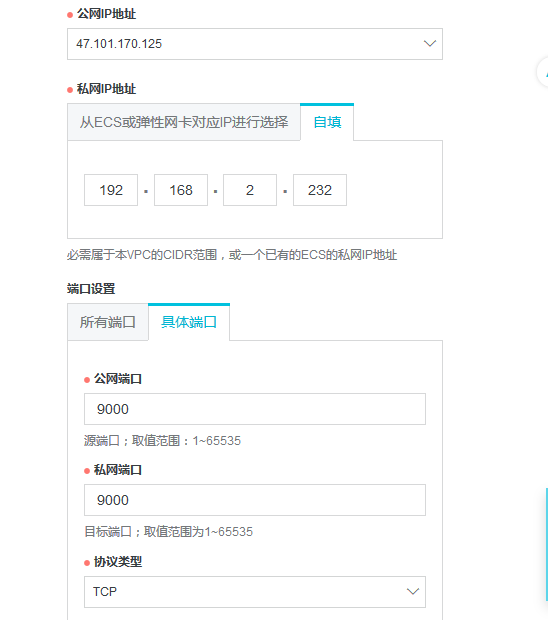 公网IP地址
47.101.170.125
私网IP地址
从ECS或弹性网卡对应IP进行选择 自填
192 . 168 . 2 . 232
必需属于本VPC的CIDR范围，或一个已有的ECS的私网IP地址
端口设置
所有端口 具体端口
公网端口
9000
源端口；取值范围：1~65535
私网端口
9000
目标端口；取值范围为1~65535
协议类型
TCP